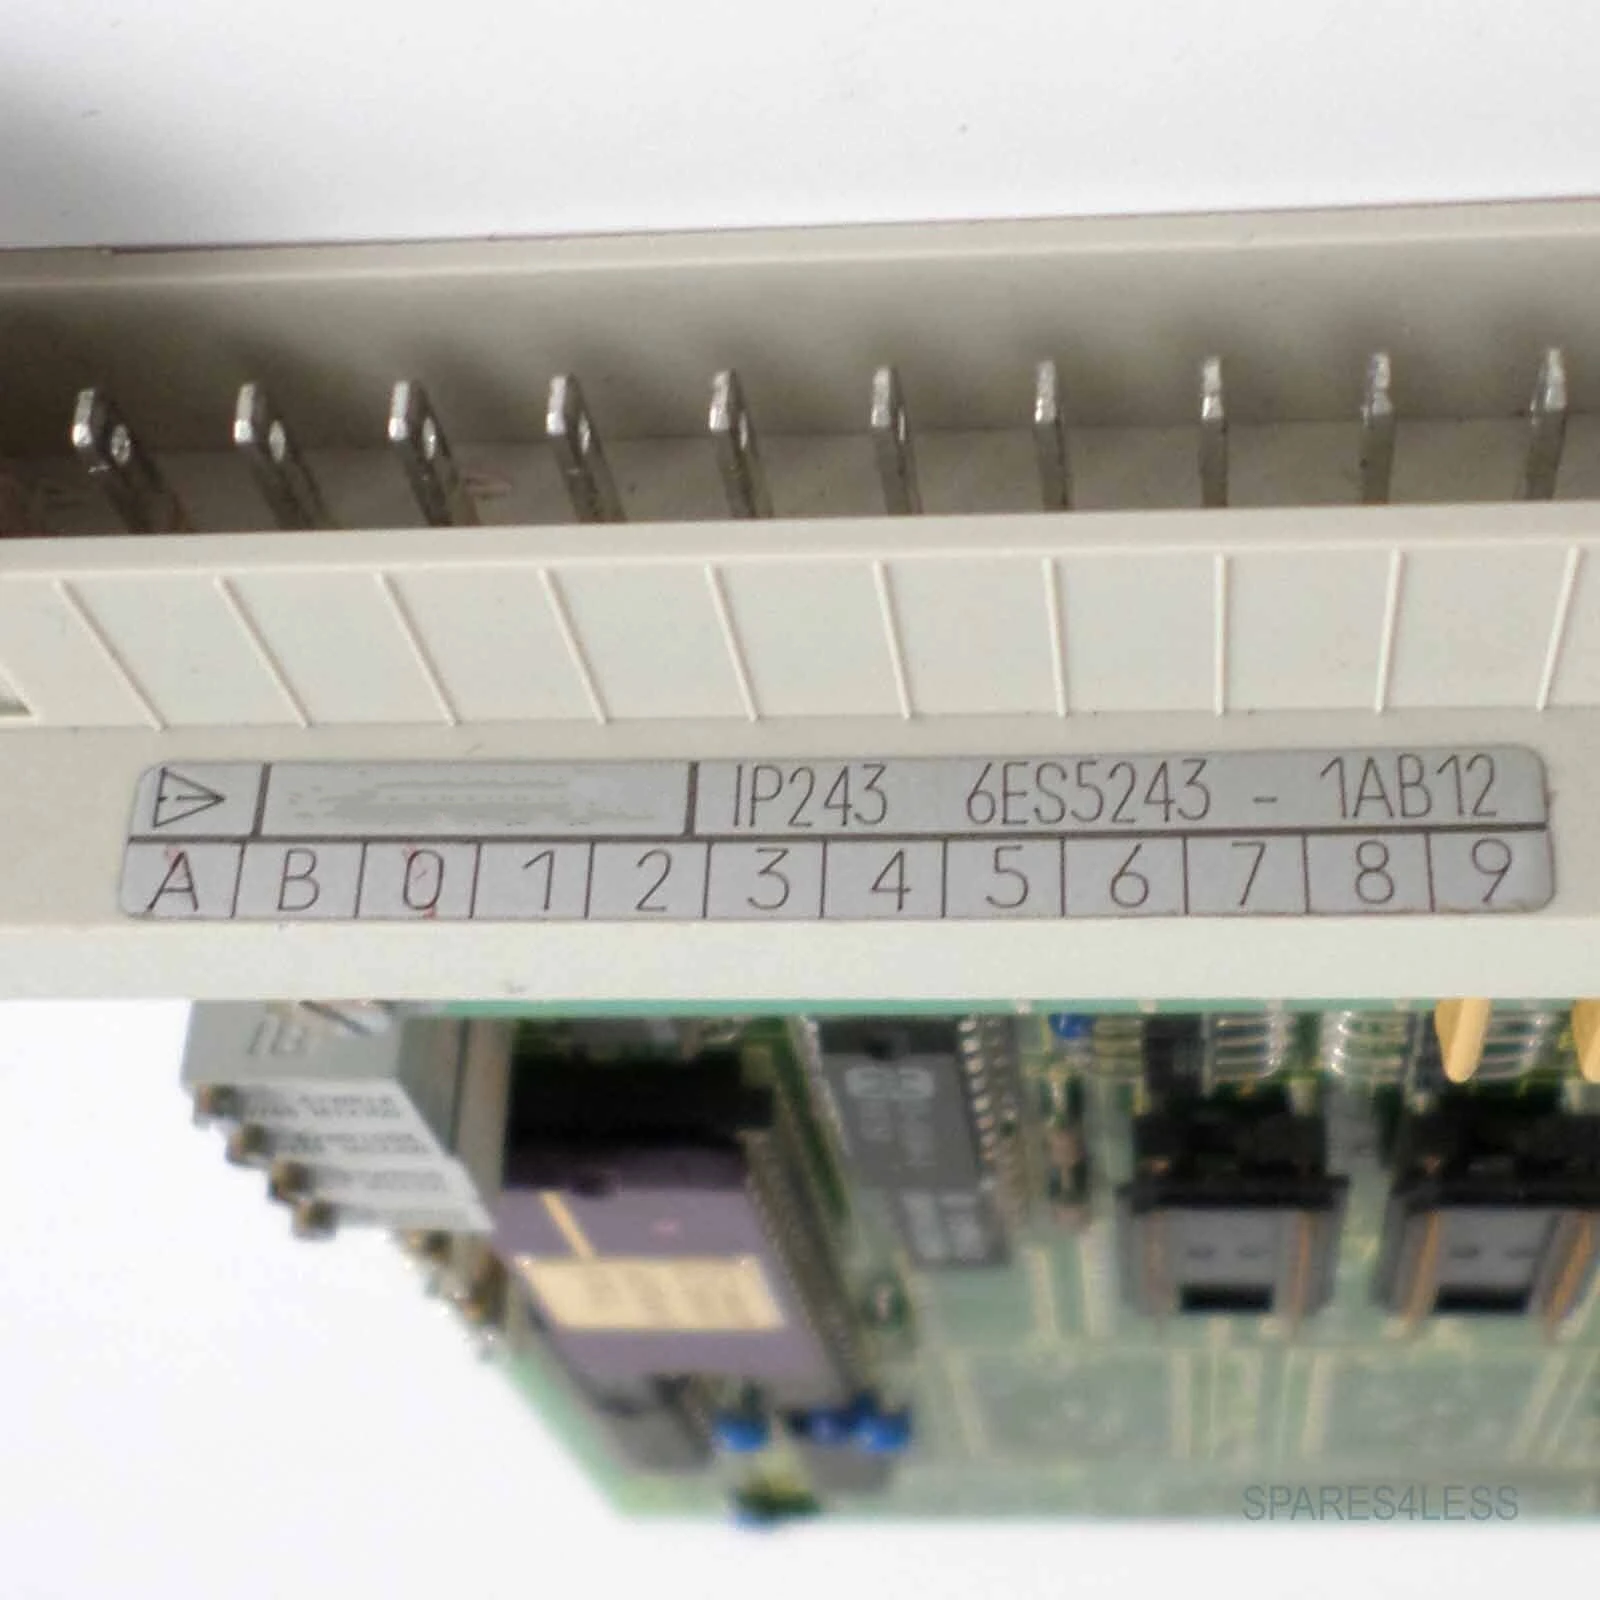 IP243 6ES5243 - 1AB12
A B 0 1 2 3 4 5 6 7 8 9
SPARES4LESS